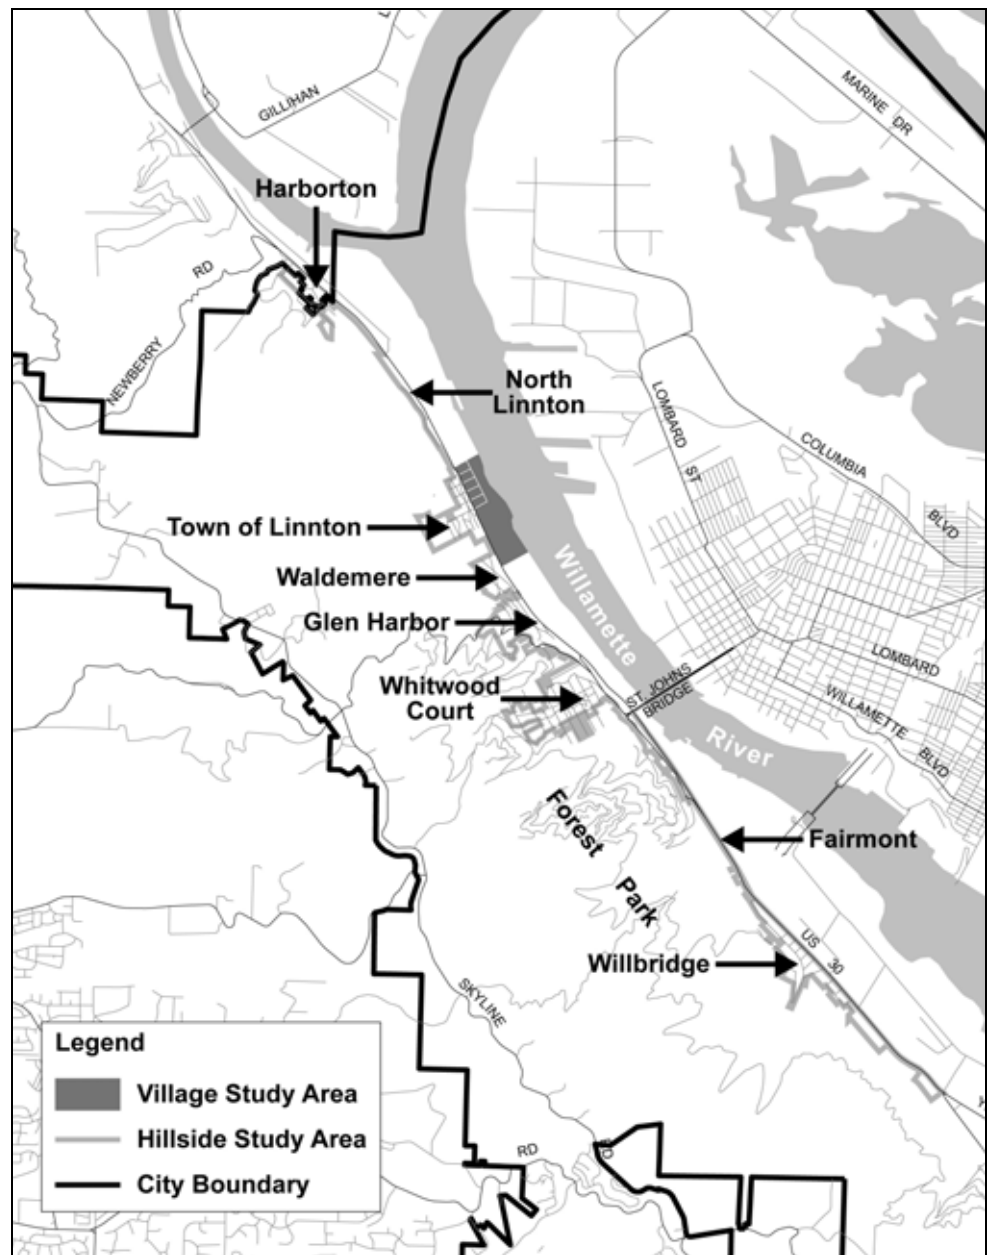 GILLIHAN
MARINE DR
Harborton
NEWBERRY RD
North
Linnton
LOMBARD ST
COLUMBIA BLVD
Town of Linnton
Waldemere
Glen Harbor
Willamette
River
Whitwood
Court
ST. JOHNS
BRIDGE
LOMBARD
WILLAMETTE BLVD
Forest
Park
Fairmont
US 30
Willbridge
SKYLINE
RD
RD
Y
Legend
Village Study Area
Hillside Study Area
City Boundary